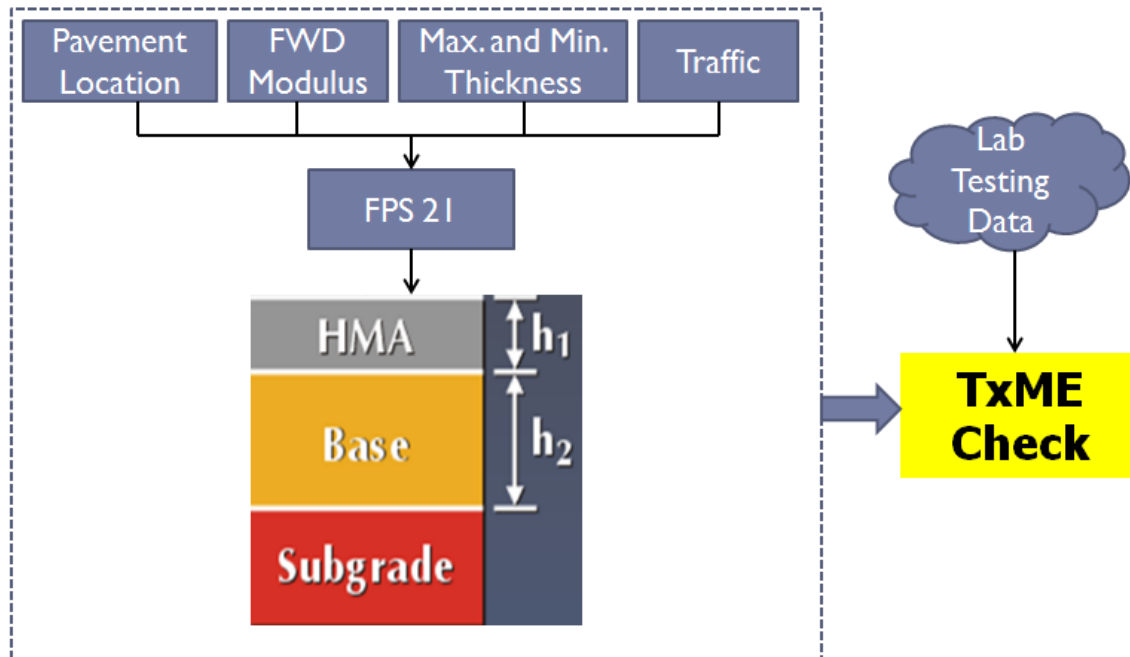 Pavement
Location
FWD
Modulus
Max. and Min.
Thickness
Traffic
FPS 21
Lab
Testing
Data
HMA
h₁
Base
h₂
Subgrade
TxME
Check